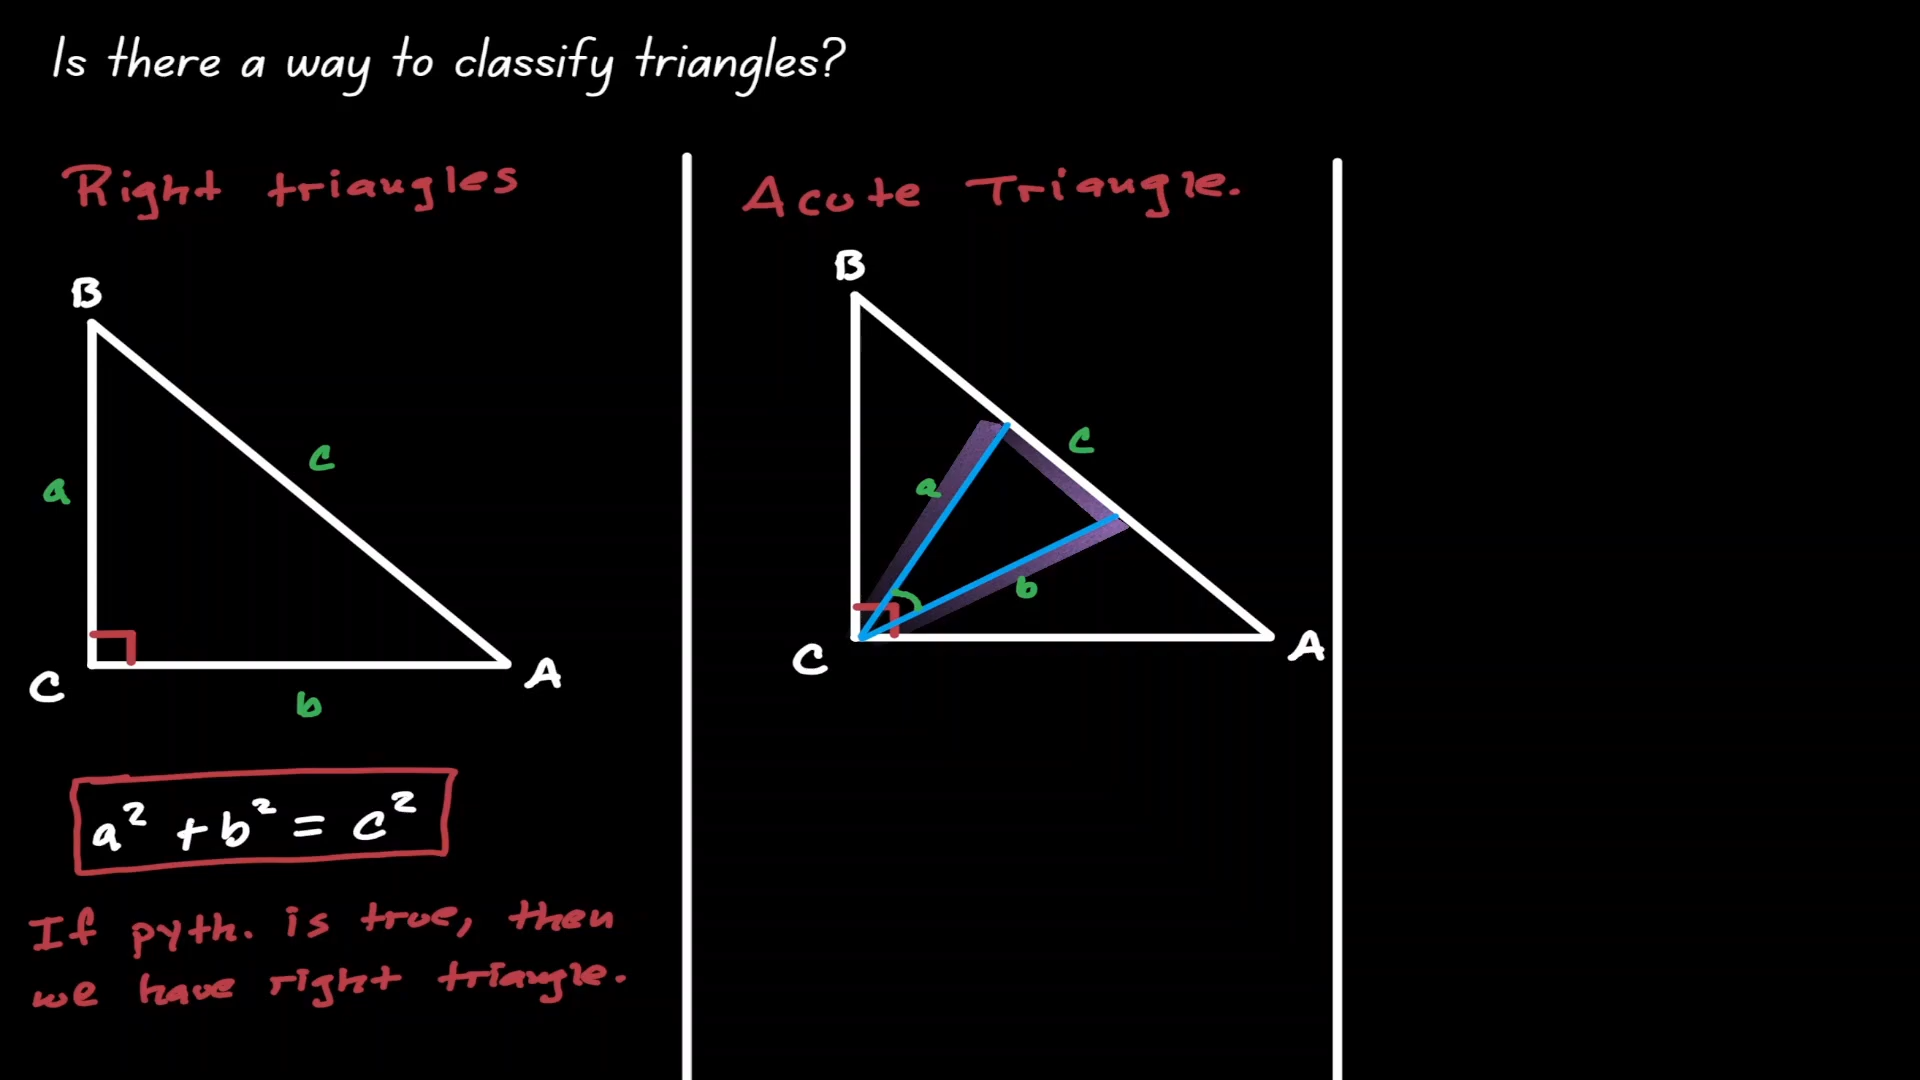 Is there a way to classify triangles?
Right triangles
B
a
c
C
A
b
a² + b² = c²
If pyth. is true, then
we have right triangle.
Acute Triangle.
B
c
a
b
C
A